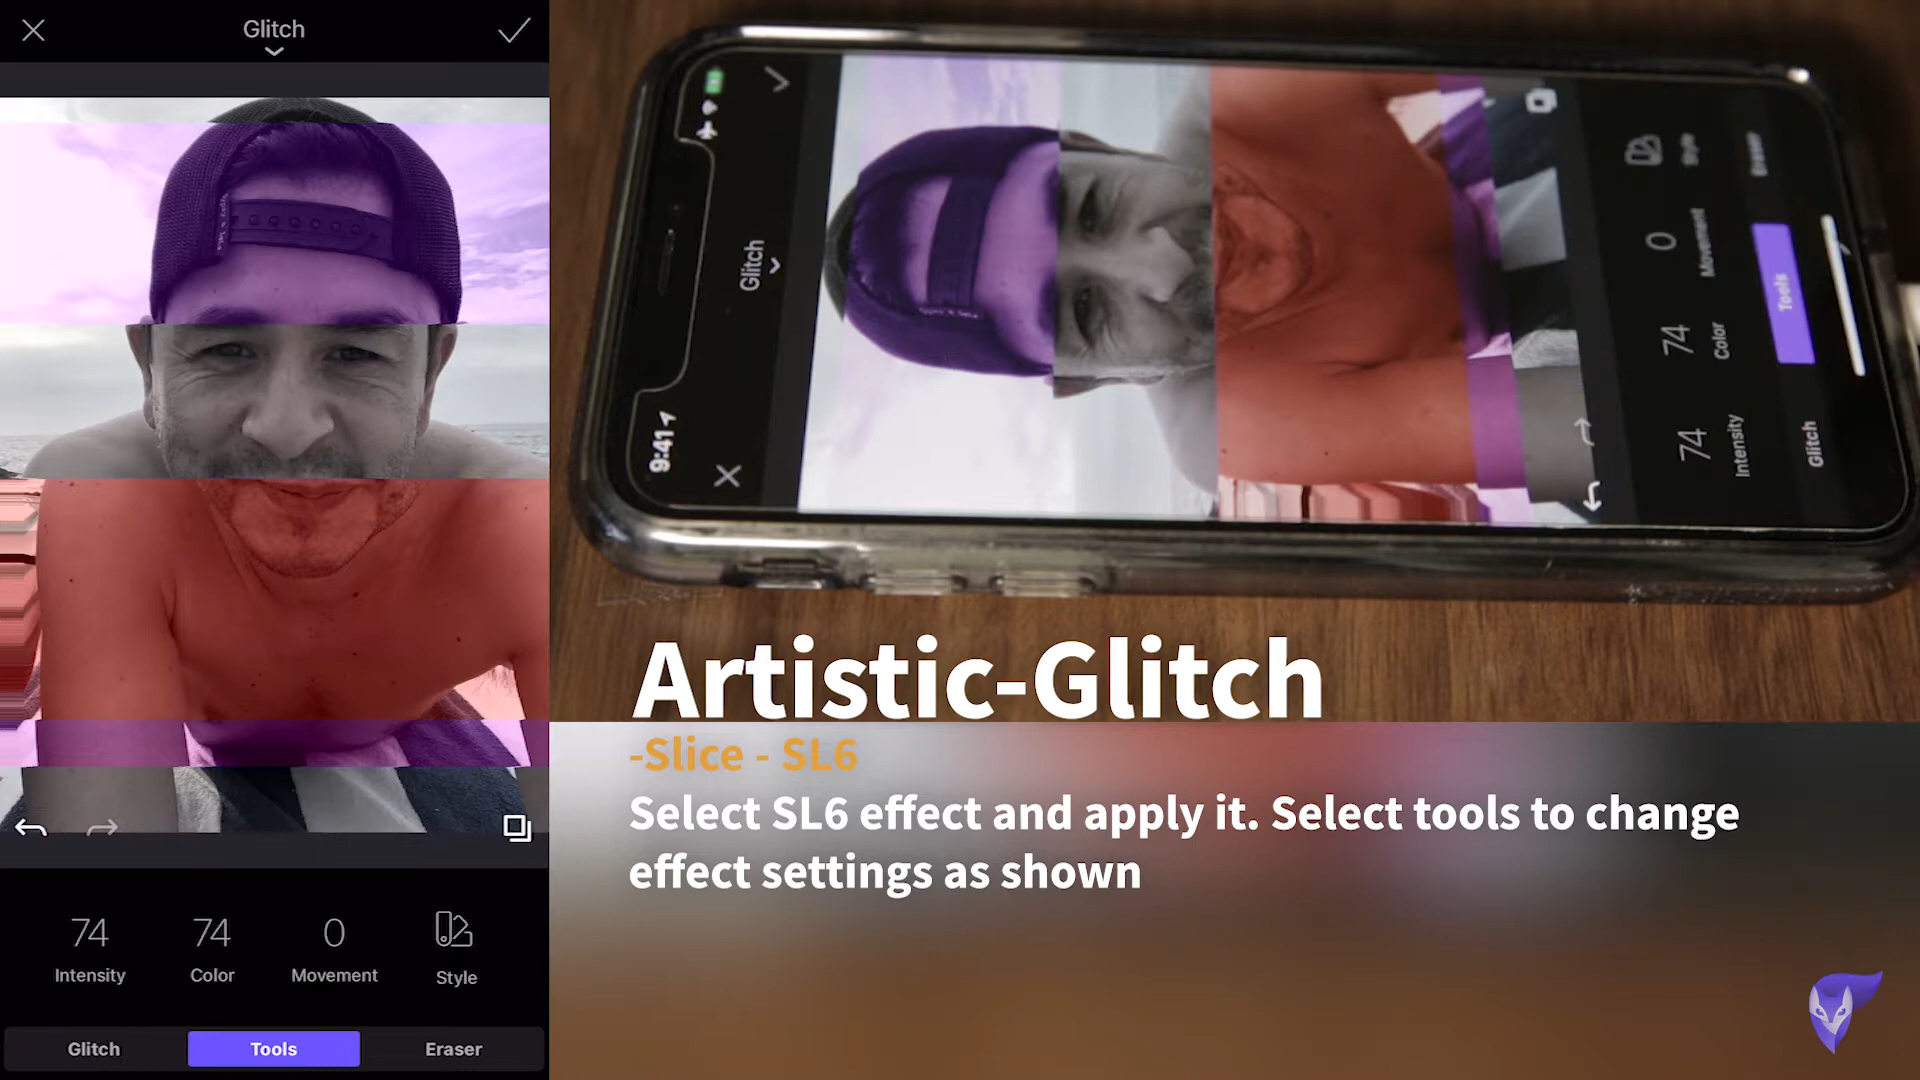 Glitch
74
74
0
Intensity
Color
Movement
Style
Glitch
Tools
Eraser
9:41
Glitch
74
Intensity
74
Color
0
Movement
Style
Glitch
Tools
Eraser
Artistic-Glitch
-Slice - SL6
Select SL6 effect and apply it. Select tools to change
effect settings as shown